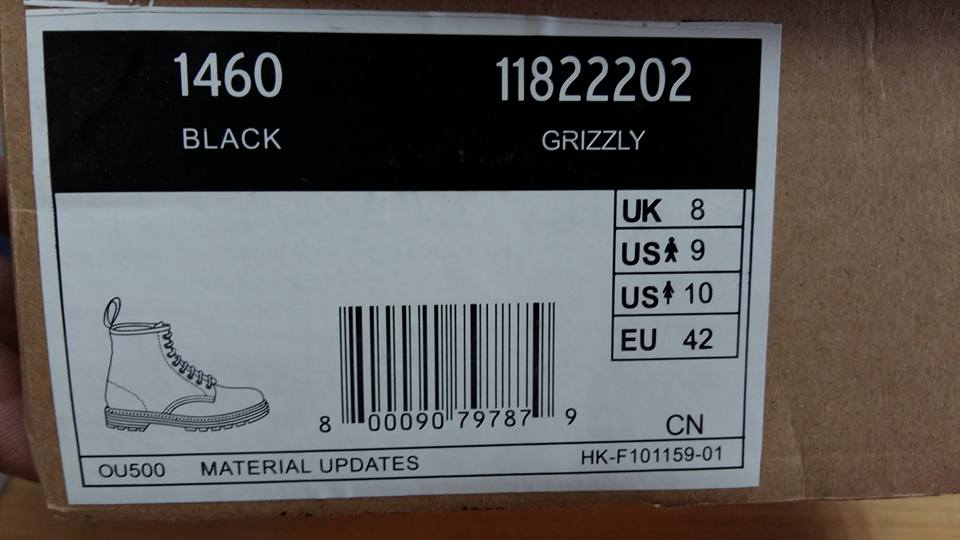 1460 11822202
BLACK GRIZZLY
UK 8
US 9
US 10
EU 42
8 00090 79787 9
CN
OU500 MATERIAL UPDATES HK-F101159-01